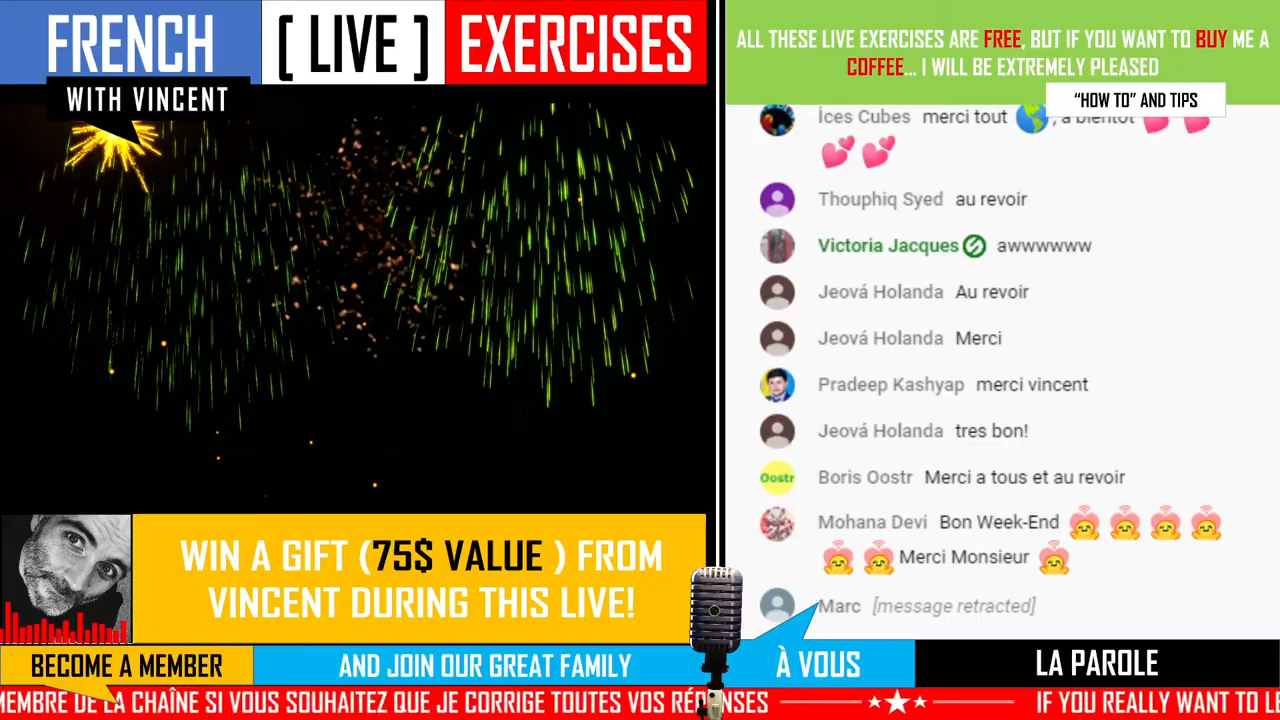 FRENCH [ LIVE ] EXERCISES
WITH VINCENT
ALL THESE LIVE EXERCISES ARE FREE, BUT IF YOU WANT TO BUY ME A
COFFEE... I WILL BE EXTREMELY PLEASED
“HOW TO” AND TIPS
İces Cubes merci tout , a bientot
Thouphiq Syed au revoir
Victoria Jacques awwwwww
Jeová Holanda Au revoir
Jeová Holanda Merci
Pradeep Kashyap merci vincent
Jeová Holanda tres bon!
Oostr Boris Oostr Merci a tous et au revoir
Mohana Devi Bon Week-End
Merci Monsieur
Marc [message retracted]
WIN A GIFT (75$ VALUE ) FROM
VINCENT DURING THIS LIVE!
BECOME A MEMBER AND JOIN OUR GREAT FAMILY À VOUS LA PAROLE
MEMBRE DE LA CHAÎNE SI VOUS SOUHAITEZ QUE JE CORRIGE TOUTES VOS RÉPONSES IF YOU REALLY WANT TO